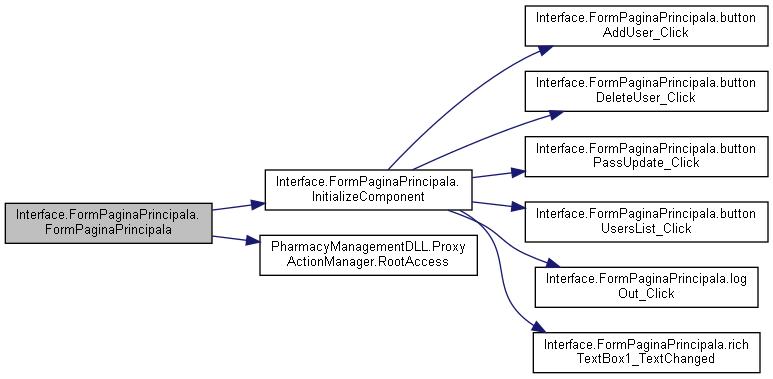 Interface.FormPaginaPrincipala.
FormPaginaPrincipala
Interface.FormPaginaPrincipala.
InitializeComponent
PharmacyManagementDLL.Proxy
ActionManager.RootAccess
Interface.FormPaginaPrincipala.button
AddUser_Click
Interface.FormPaginaPrincipala.button
DeleteUser_Click
Interface.FormPaginaPrincipala.button
PassUpdate_Click
Interface.FormPaginaPrincipala.button
UsersList_Click
Interface.FormPaginaPrincipala.log
Out_Click
Interface.FormPaginaPrincipala.rich
TextBox1_TextChanged